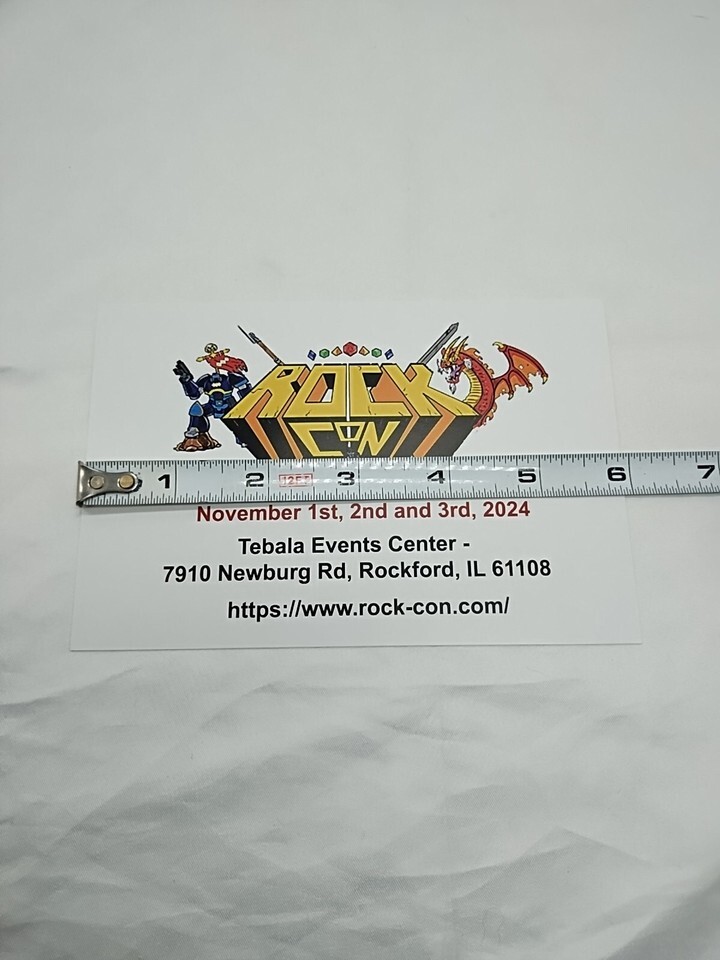 ROCK
CON
1 2 12FT 3 4 5 6 7
November 1st, 2nd and 3rd, 2024
Tebala Events Center -
7910 Newburg Rd, Rockford, IL 61108
https://www.rock-con.com/